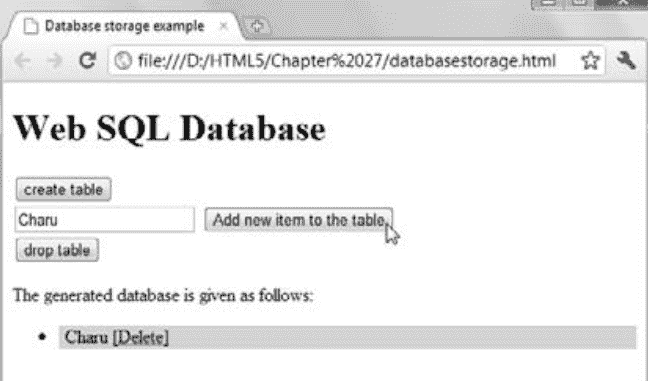 Database storage example
file:///D:/HTML5/Chapter%2027/databasestorage.html
Web SQL Database
create table
Charu Add new item to the table
drop table
The generated database is given as follows:
• Charu [Delete]